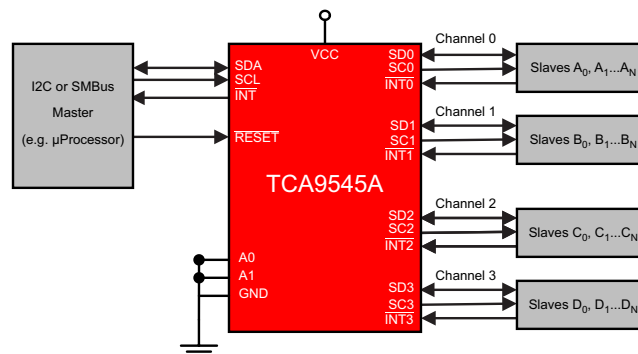 VCC
I2C or SMBus
Master
(e.g. µProcessor)
SDA
SCL
INT
RESET
TCA9545A
A0
A1
GND
SD0
SC0
INT0
SD1
SC1
INT1
SD2
SC2
INT2
SD3
SC3
INT3
Channel 0
Slaves A0, A1...AN
Channel 1
Slaves B0, B1...BN
Channel 2
Slaves C0, C1...CN
Channel 3
Slaves D0, D1...DN